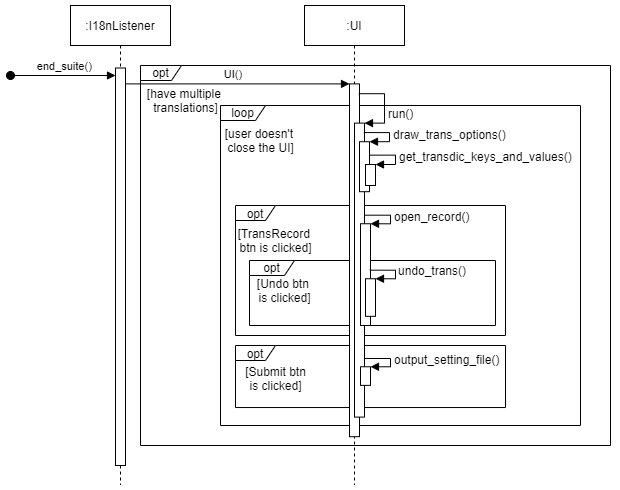 :I18nListener
:UI
end_suite()
opt
UI()
[have multiple
translations]
loop
run()
[user doesn't
close the UI]
draw_trans_options()
get_transdic_keys_and_values()
opt
open_record()
[TransRecord
btn is clicked]
opt
undo_trans()
[Undo btn
is clicked]
opt
output_setting_file()
[Submit btn
is clicked]